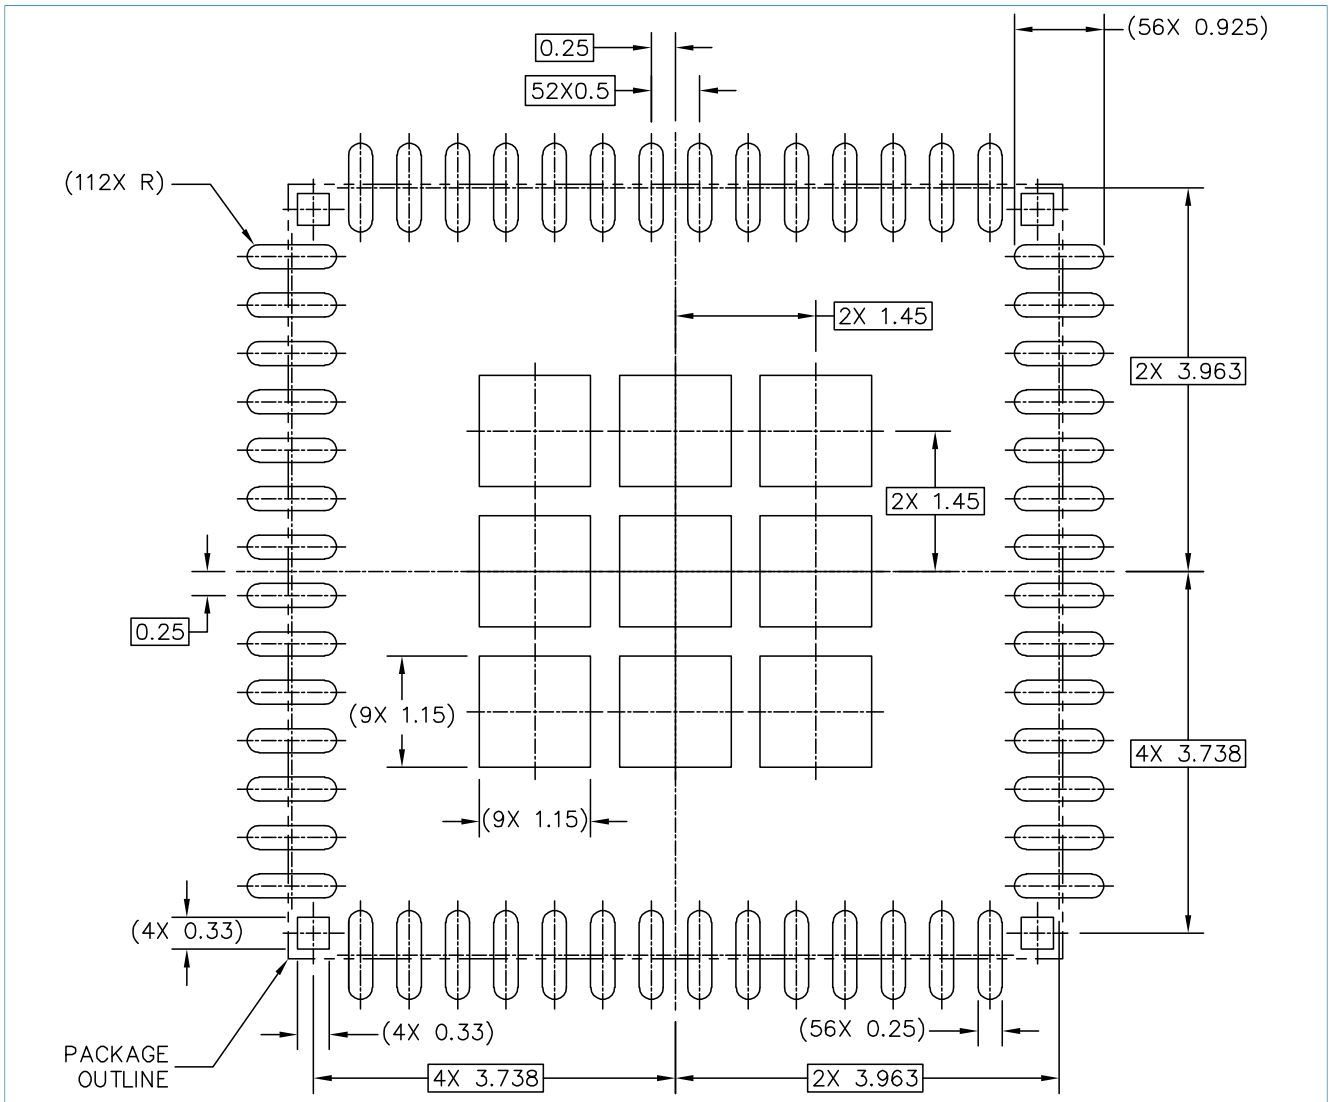 (56X 0.925)
0.25
52X0.5
(112X R)
2X 1.45
2X 3.963
2X 1.45
0.25
(9X 1.15)
4X 3.738
(9X 1.15)
(4X 0.33)
(4X 0.33)
(56X 0.25)
PACKAGE
OUTLINE
4X 3.738
2X 3.963